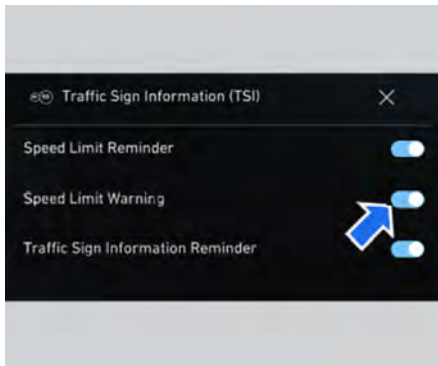 Traffic Sign Information (TSI)
Speed Limit Reminder
Speed Limit Warning
Traffic Sign Information Reminder